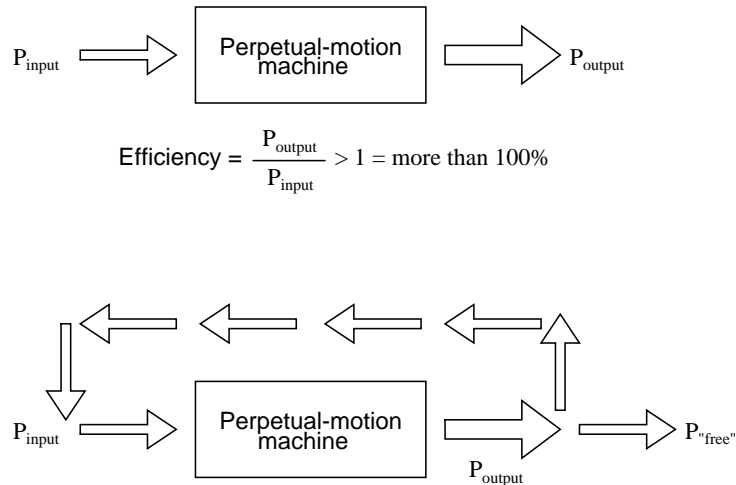 P_input
Perpetual-motion
machine
P_output
Efficiency = P_output / P_input > 1 = more than 100%
P_input
Perpetual-motion
machine
P_output
P_"free"